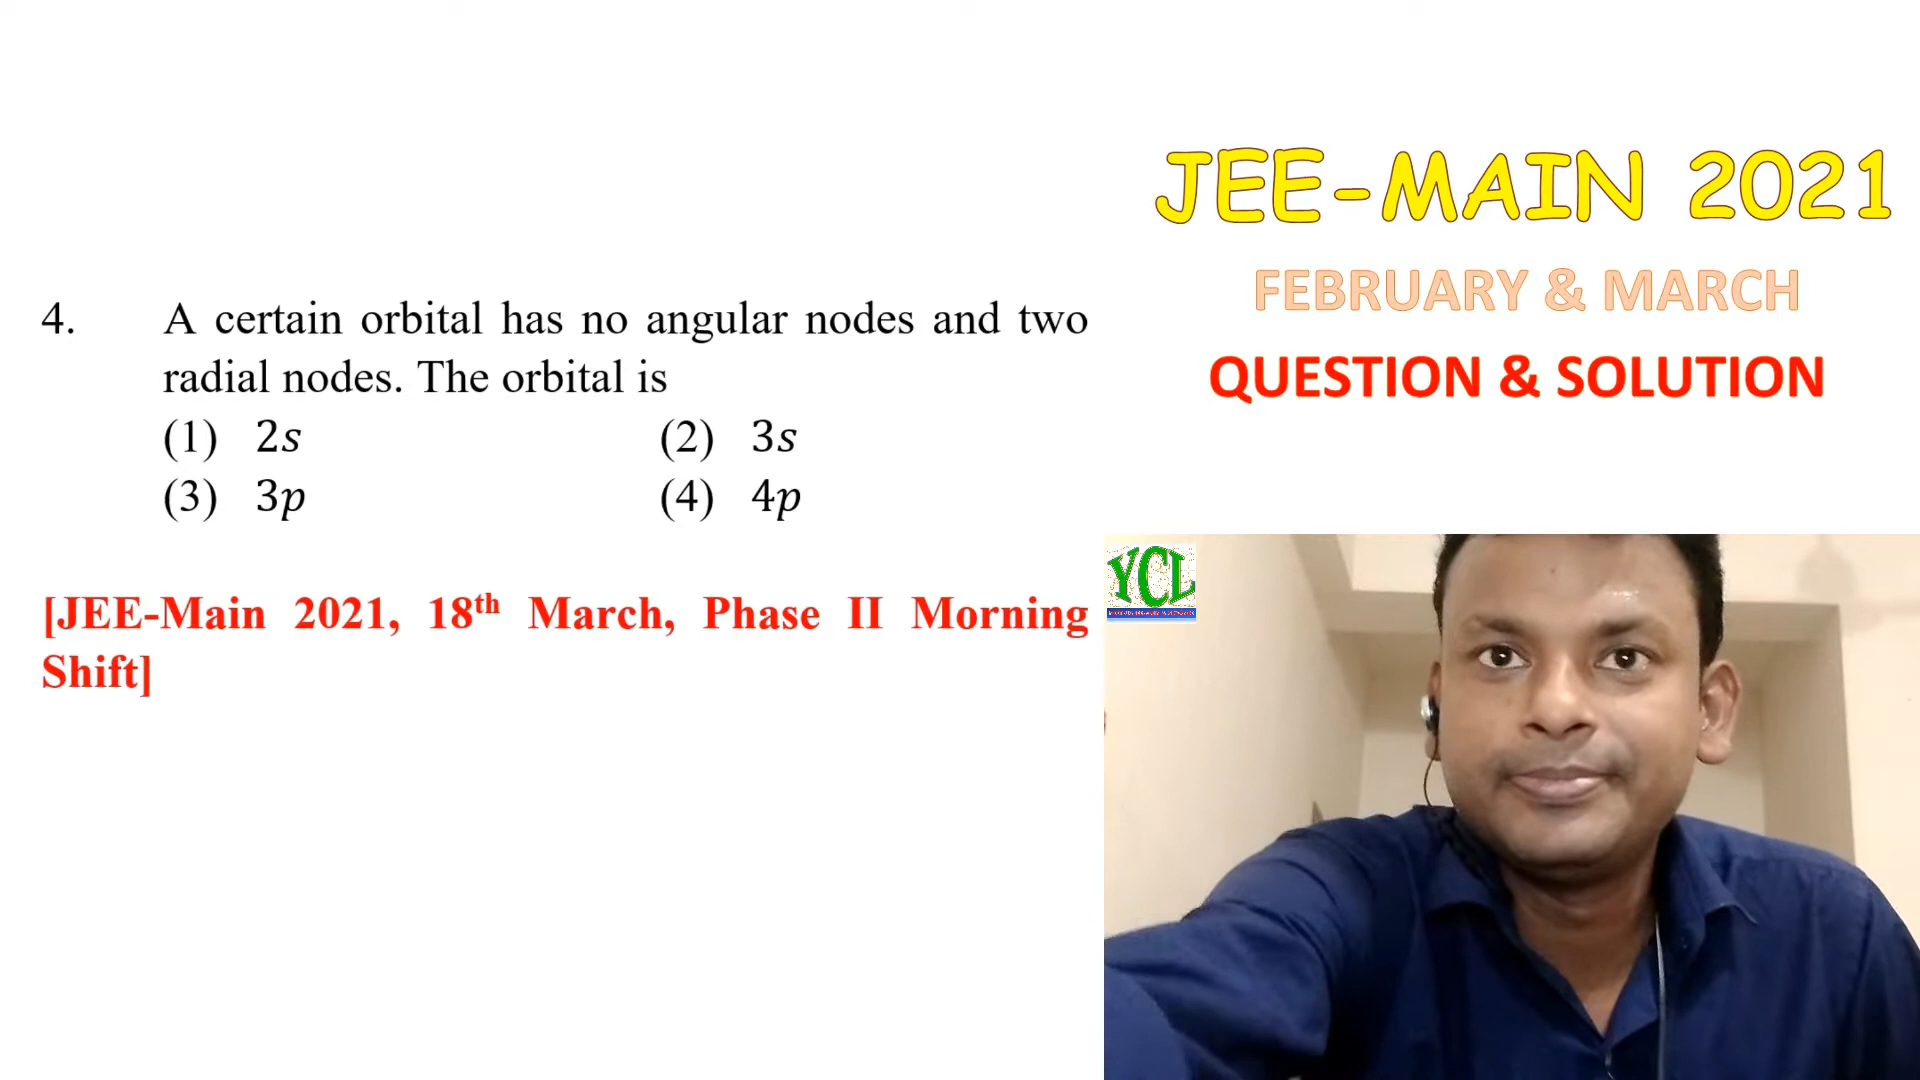 JEE-MAIN 2021
FEBRUARY & MARCH
QUESTION & SOLUTION
4. A certain orbital has no angular nodes and two
radial nodes. The orbital is
(1) 2s (2) 3s
(3) 3p (4) 4p
[JEE-Main 2021, 18th March, Phase II Morning
Shift]
YCL